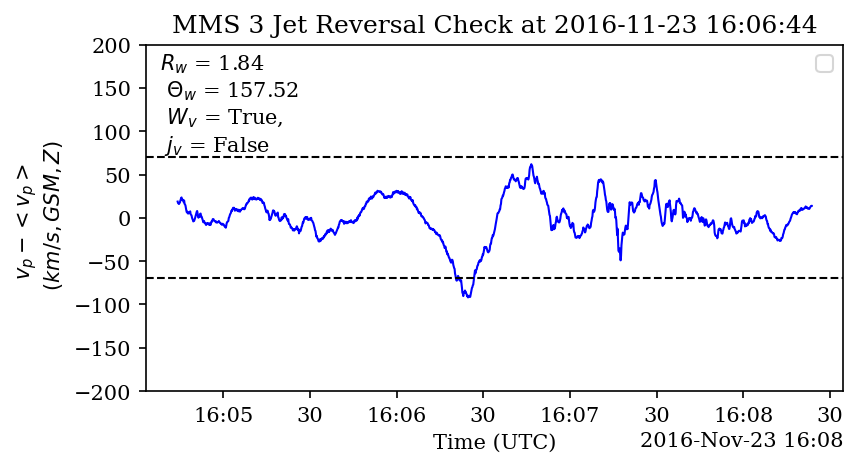 MMS 3 Jet Reversal Check at 2016-11-23 16:06:44
R_w = 1.84
Θ_w = 157.52
W_v = True,
j_v = False
v_p − < v_p >
(km/s, GSM, Z)
200
150
100
50
0
−50
−100
−150
−200
16:05 30 16:06 30 16:07 30 16:08 30
Time (UTC)
2016-Nov-23 16:08